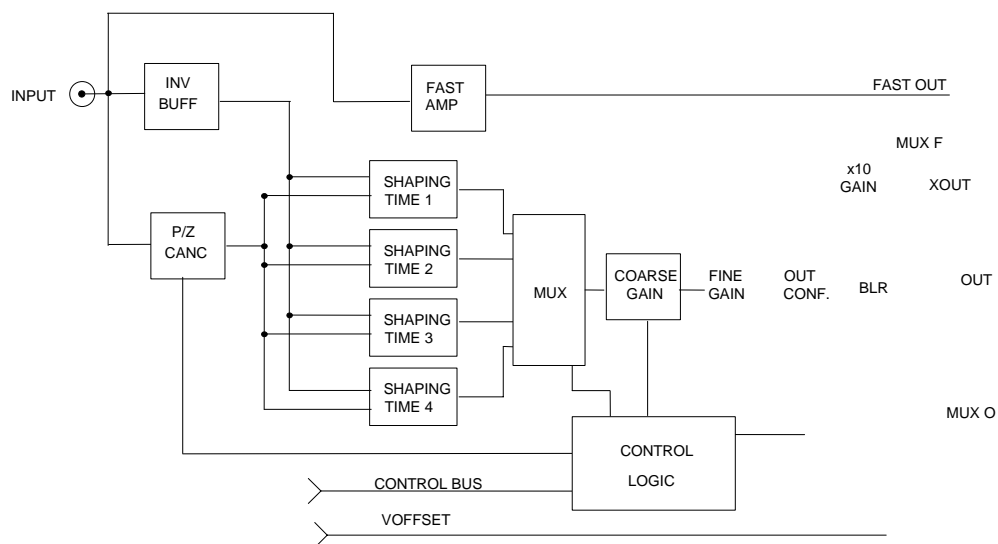 INPUT
INV
BUFF
FAST
AMP
FAST OUT
MUX F
x10
GAIN
XOUT
P/Z
CANC
SHAPING
TIME 1
SHAPING
TIME 2
SHAPING
TIME 3
SHAPING
TIME 4
MUX
COARSE
GAIN
FINE
GAIN
OUT
CONF.
BLR
OUT
MUX O
CONTROL
LOGIC
CONTROL BUS
VOFFSET